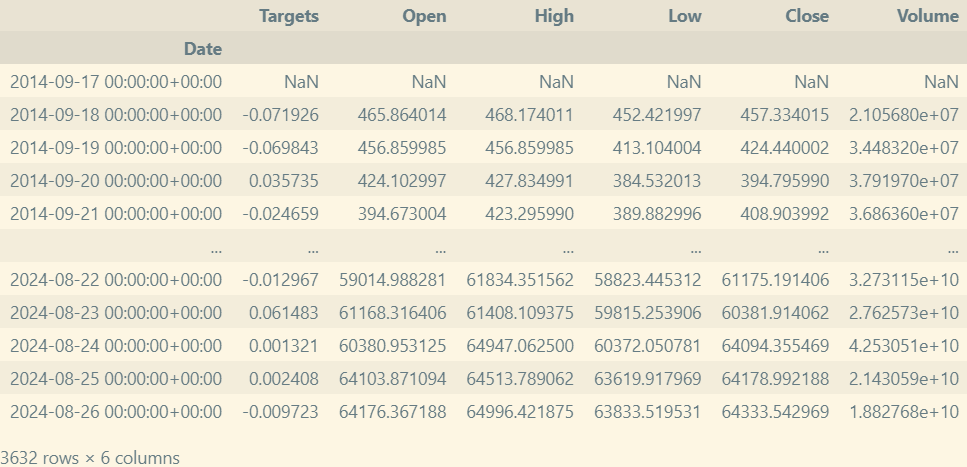 Targets Open High Low Close Volume
Date
2014-09-17 00:00:00+00:00 NaN NaN NaN NaN NaN NaN
2014-09-18 00:00:00+00:00 -0.071926 465.864014 468.174011 452.421997 457.334015 2.105680e+07
2014-09-19 00:00:00+00:00 -0.069843 456.859985 456.859985 413.104004 424.440002 3.448320e+07
2014-09-20 00:00:00+00:00 0.035735 424.102997 427.834991 384.532013 394.795990 3.791970e+07
2014-09-21 00:00:00+00:00 -0.024659 394.673004 423.295990 389.882996 408.903992 3.686360e+07
... ... ... ... ... ... ...
2024-08-22 00:00:00+00:00 -0.012967 59014.988281 61834.351562 58823.445312 61175.191406 3.273115e+10
2024-08-23 00:00:00+00:00 0.061483 61168.316406 61408.109375 59815.253906 60381.914062 2.762573e+10
2024-08-24 00:00:00+00:00 0.001321 60380.953125 64947.062500 60372.050781 64094.355469 4.253051e+10
2024-08-25 00:00:00+00:00 0.002408 64103.871094 64513.789062 63619.917969 64178.992188 2.143059e+10
2024-08-26 00:00:00+00:00 -0.009723 64176.367188 64996.421875 63833.519531 64333.542969 1.882768e+10
3632 rows × 6 columns